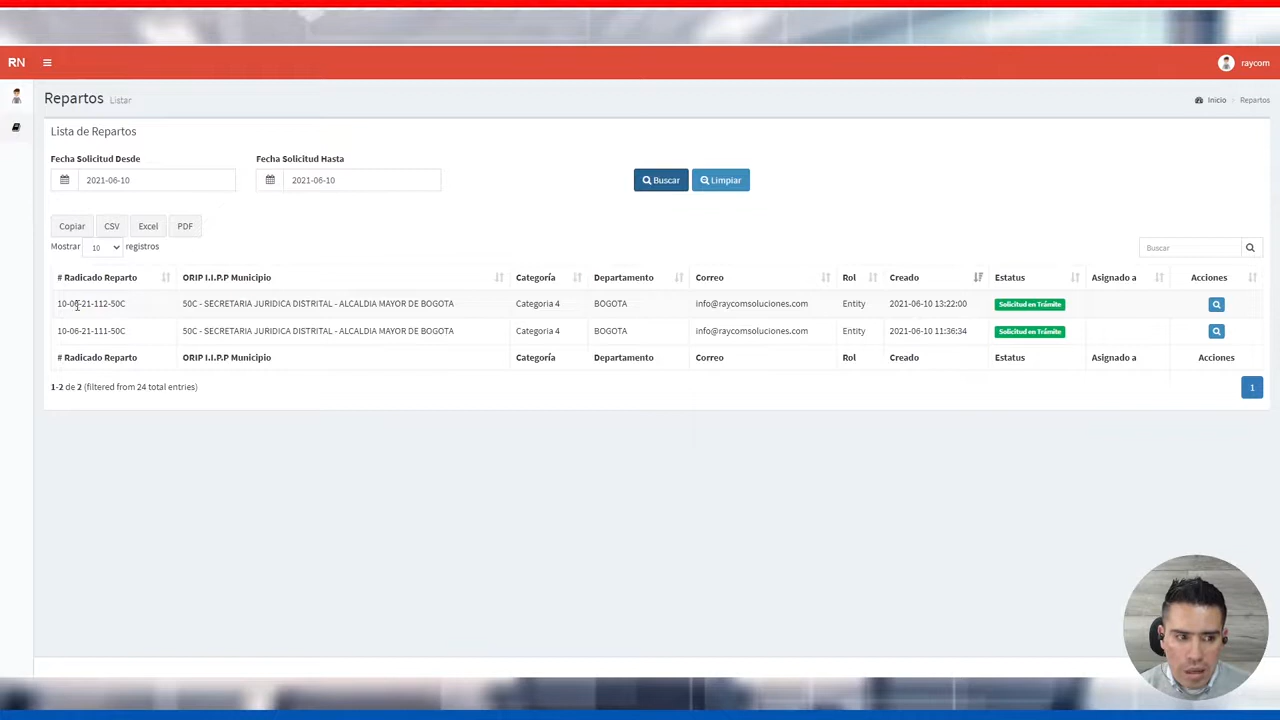 RN raycom
Repartos Listar Inicio Repartos
Lista de Repartos
Fecha Solicitud Desde Fecha Solicitud Hasta
2021-06-10 2021-06-10 Buscar Limpiar
Copiar CSV Excel PDF
Mostrar 10 registros Buscar
# Radicado Reparto ORIP I.I.P.P Municipio Categoría Departamento Correo Rol Creado Estatus Asignado a Acciones
10-06-21-112-50C 50C - SECRETARIA JURIDICA DISTRITAL - ALCALDIA MAYOR DE BOGOTA Categoria 4 BOGOTA info@raycomsoluciones.com Entity 2021-06-10 13:22:00 Solicitud en Trámite
10-06-21-111-50C 50C - SECRETARIA JURIDICA DISTRITAL - ALCALDIA MAYOR DE BOGOTA Categoria 4 BOGOTA info@raycomsoluciones.com Entity 2021-06-10 11:36:34 Solicitud en Trámite
# Radicado Reparto ORIP I.I.P.P Municipio Categoría Departamento Correo Rol Creado Estatus Asignado a Acciones
1-2 de 2 (filtered from 24 total entries) 1